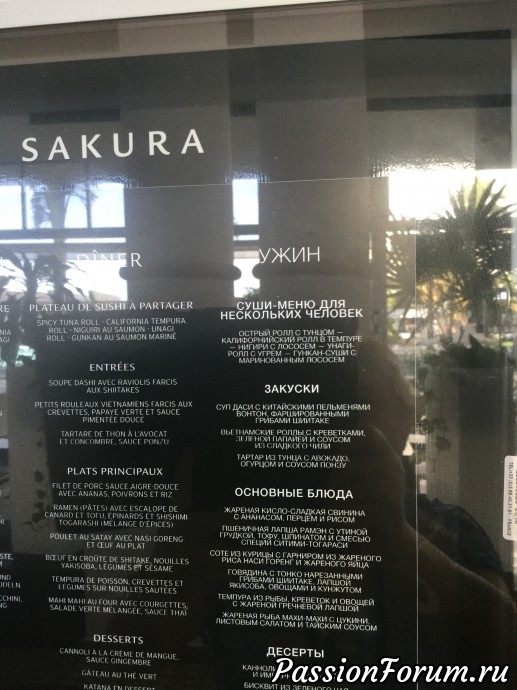 SAKURA
DÎNER
PLATEAU DE SUSHI À PARTAGER
SPICY TUNA ROLL - CALIFORNIA TEMPURA
ROLL - NIGUIRI AU SAUMON - UNAGI
ROLL - GUNKAN AU SAUMON MARINÉ
ENTRÉES
SOUPE DASHI AVEC RAVIOLIS FARCIS
AUX SHIITAKES
PETITS ROULEAUX VIETNAMIENS FARCIS AUX
CREVETTES, PAPAYE VERTE ET SAUCE
PIMENTÉE DOUCE
TARTARE DE THON À L'AVOCAT
ET CONCOMBRE, SAUCE PONZU
PLATS PRINCIPAUX
FILET DE PORC SAUCE AIGRE-DOUCE
AVEC ANANAS, POIVRONS ET RIZ
RAMEN (PÂTES) AVEC ESCALOPE DE
CANARD ET TOFU, ÉPINARDS ET SHISHIMI
TOGARASHI (MÉLANGE D'ÉPICES)
POULET AU SATAY AVEC NASI GORENG
ET ŒUF AU PLAT
BŒUF EN CROÛTE DE SHIITAKE, NOUILLES
YAKISOBA, LÉGUMES ET SÉSAME
TEMPURA DE POISSON, CREVETTES ET
LÉGUMES SUR NOUILLES SAUTÉES
MAHI MAHI AU FOUR AVEC COURGETTES,
SALADE VERTE MÉLANGÉE, SAUCE THAÏ
DESSERTS
CANNOLI À LA CRÈME DE MANGUE,
SAUCE GINGEMBRE
GÂTEAU AU THÉ VERT
KATANA EN DESSERT
УЖИН
СУШИ-МЕНЮ ДЛЯ
НЕСКОЛЬКИХ ЧЕЛОВЕК
ОСТРЫЙ РОЛЛ С ТУНЦОМ —
КАЛИФОРНИЙСКИЙ РОЛЛ В ТЕМПУРЕ
— НИГИРИ С ЛОСОСЕМ — УНАГИ-
РОЛЛ С УГРЕМ — ГУНКАН-СУШИ С
МАРИНОВАННЫМ ЛОСОСЕМ
ЗАКУСКИ
СУП ДАСИ С КИТАЙСКИМИ ПЕЛЬМЕНЯМИ
ВОНТОН, ФАРШИРОВАННЫМИ
ГРИБАМИ ШИИТАКЕ
ВЬЕТНАМСКИЕ РОЛЛЫ С КРЕВЕТКАМИ,
ЗЕЛЕНОЙ ПАПАЙЕЙ И СОУСОМ
ИЗ СЛАДКОГО ЧИЛИ
ТАРТАР ИЗ ТУНЦА С АВОКАДО,
ОГУРЦОМ И СОУСОМ ПОНЗУ
ОСНОВНЫЕ БЛЮДА
ЖАРЕНАЯ КИСЛО-СЛАДКАЯ СВИНИНА
С АНАНАСОМ, ПЕРЦЕМ И РИСОМ
ПШЕНИЧНАЯ ЛАПША РАМЭН С УТИНОЙ
ГРУДКОЙ, ТОФУ, ШПИНАТОМ И СМЕСЬЮ
СПЕЦИЙ СИТИМИ-ТОГАРАСИ
СОТЕ ИЗ КУРИЦЫ С ГАРНИРОМ ИЗ ЖАРЕНОГО
РИСА НАСИ ГОРЕНГ И ЖАРЕНОГО ЯЙЦА
ГОВЯДИНА С ТОНКО НАРЕЗАННЫМИ
ГРИБАМИ ШИИТАКЕ, ЛАПШОЙ
ЯКИСОБА, ОВОЩАМИ И КУНЖУТОМ
ТЕМПУРА ИЗ РЫБЫ, КРЕВЕТОК И ОВОЩЕЙ
С ЖАРЕНОЙ ГРЕЧНЕВОЙ ЛАПШОЙ
ЖАРЕНАЯ РЫБА МАХИ-МАХИ С ЦУКИНИ,
ЛИСТОВЫМ САЛАТОМ И ТАЙСКИМ СОУСОМ
ДЕСЕРТЫ
БИСКВИТ ИЗ
PassionForum.ru